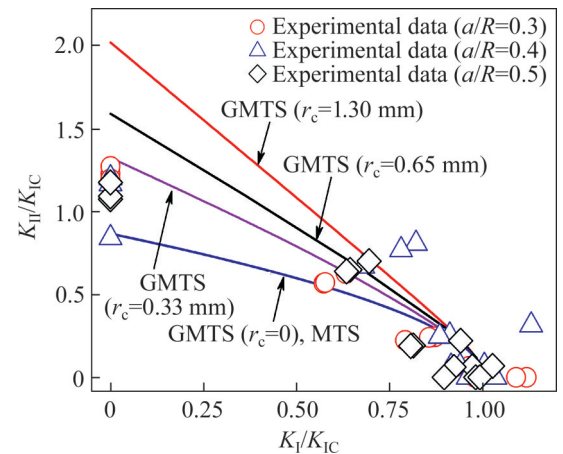 Experimental data (a/R=0.3)
Experimental data (a/R=0.4)
Experimental data (a/R=0.5)
2.0
1.5
1.0
0.5
0
K_II/K_IC
GMTS (r_c=1.30 mm)
GMTS (r_c=0.65 mm)
GMTS
(r_c=0.33 mm)
GMTS (r_c=0), MTS
0
0.25
0.50
0.75
1.00
K_I/K_IC